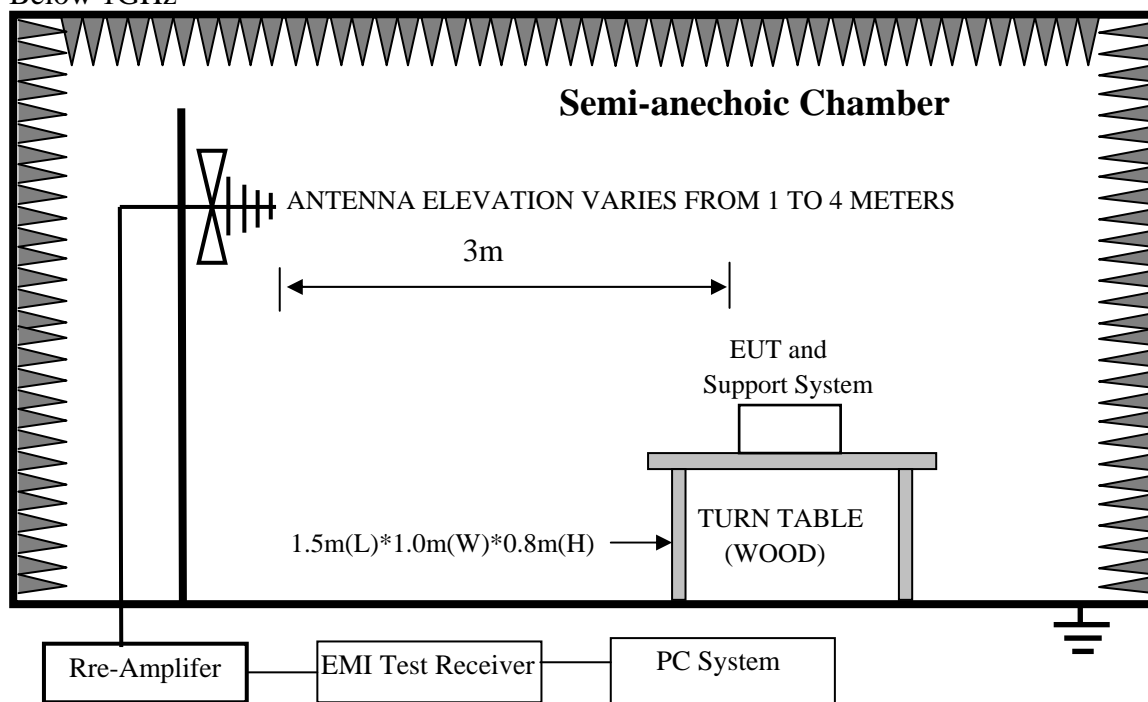 Below 1GHz
Semi-anechoic Chamber
ANTENNA ELEVATION VARIES FROM 1 TO 4 METERS
3m
EUT and
Support System
TURN TABLE
(WOOD)
1.5m(L)*1.0m(W)*0.8m(H)
Rre-Amplifer
EMI Test Receiver
PC System